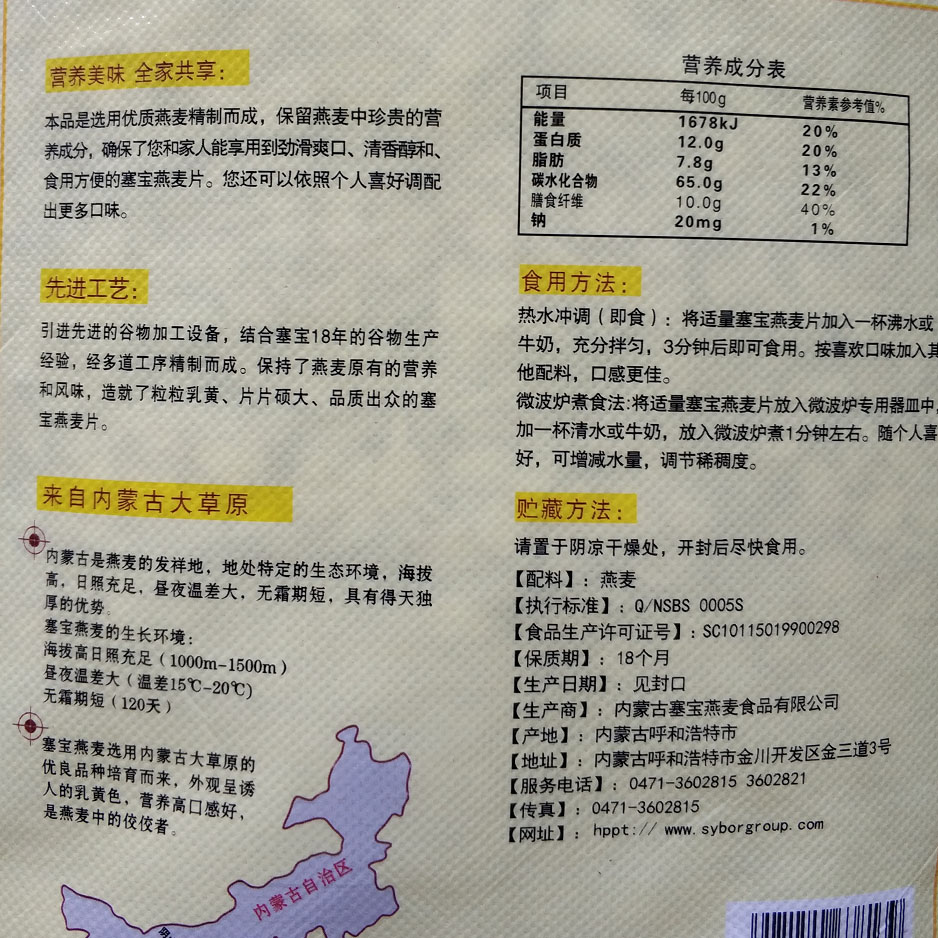 营养美味 全家共享：
本品是选用优质燕麦精制而成，保留燕麦中珍贵的营
养成分，确保了您和家人能享用到劲滑爽口、清香醇和、
食用方便的塞宝燕麦片。您还可以依照个人喜好调配
出更多口味。
先进工艺：
引进先进的谷物加工设备，结合塞宝18年的谷物生产
经验，经多道工序精制而成。保持了燕麦原有的营养
和风味，造就了粒粒乳黄、片片硕大、品质出众的塞
宝燕麦片。
来自内蒙古大草原
内蒙古是燕麦的发祥地，地处特定的生态环境，海拔
高，日照充足，昼夜温差大，无霜期短，具有得天独
厚的优势。
塞宝燕麦的生长环境：
海拔高日照充足（1000m-1500m）
昼夜温差大（温差15℃-20℃）
无霜期短（120天）
塞宝燕麦选用内蒙古大草原的
优良品种培育而来，外观呈诱
人的乳黄色，营养高口感好，
是燕麦中的佼佼者。
内蒙古自治区
营养成分表
项目 每100g 营养素参考值%
能量 1678kJ 20%
蛋白质 12.0g 20%
脂肪 7.8g 13%
碳水化合物 65.0g 22%
膳食纤维 10.0g 40%
钠 20mg 1%
食用方法：
热水冲调（即食）：将适量塞宝燕麦片加入一杯沸水或
牛奶，充分拌匀，3分钟后即可食用。按喜欢口味加入其
他配料，口感更佳。
微波炉煮食法：将适量塞宝燕麦片放入微波炉专用器皿中，
加一杯清水或牛奶，放入微波炉煮1分钟左右。随个人喜
好，可增减水量，调节稀稠度。
贮藏方法：
请置于阴凉干燥处，开封后尽快食用。
【配料】：燕麦
【执行标准】：Q/NSBS 0005S
【食品生产许可证号】：SC10115019900298
【保质期】：18个月
【生产日期】：见封口
【生产商】：内蒙古塞宝燕麦食品有限公司
【产地】：内蒙古呼和浩特市
【地址】：内蒙古呼和浩特市金川开发区金三道3号
【服务电话】：0471-3602815 3602821
【传真】：0471-3602815
【网址】：hppt:// www.syborgroup.com